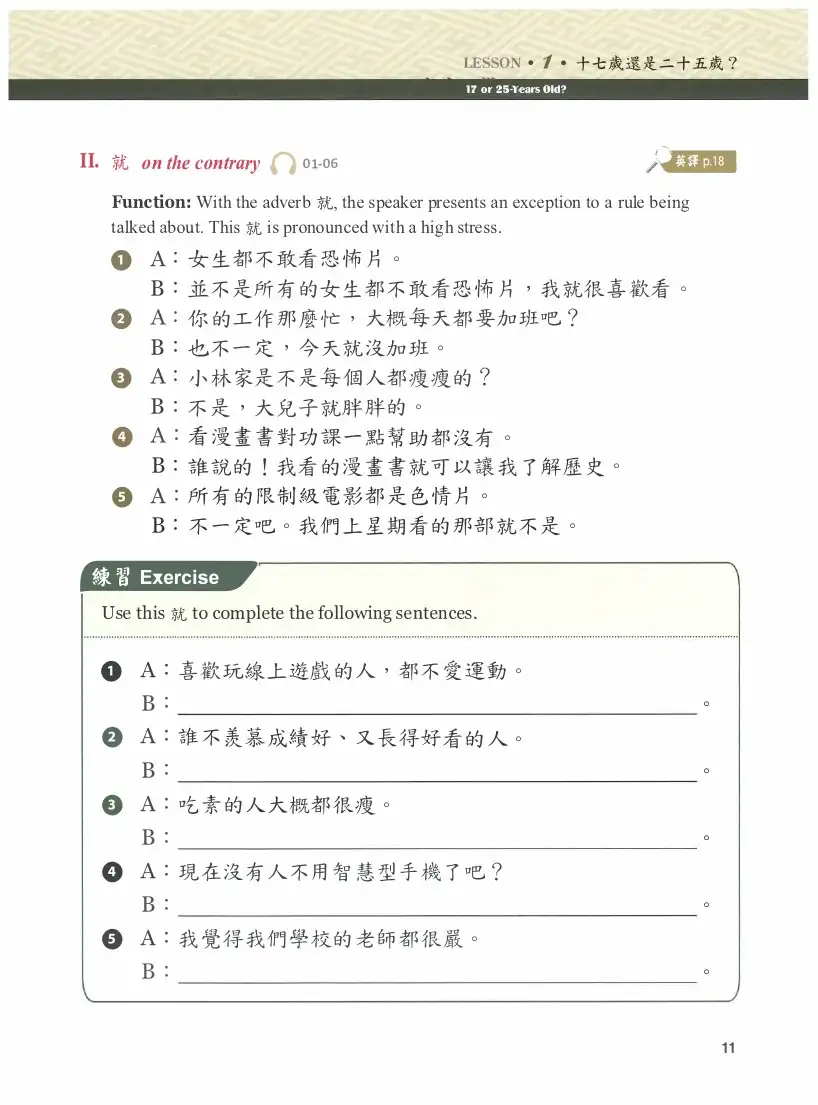 LESSON • 1 • 十七歲還是二十五歲？
17 or 25-Years Old?
II. 就 on the contrary 01-06
英譯 p.18
Function: With the adverb 就, the speaker presents an exception to a rule being
talked about. This 就 is pronounced with a high stress.
1 A：女生都不敢看恐怖片。
B：並不是所有的女生都不敢看恐怖片，我就很喜歡看。
2 A：你的工作那麼忙，大概每天都要加班吧？
B：也不一定，今天就沒加班。
3 A：小林家是不是每個人都瘦瘦的？
B：不是，大兒子就胖胖的。
4 A：看漫畫書對功課一點幫助都沒有。
B：誰說的！我看的漫畫書就可以讓我了解歷史。
5 A：所有的限制級電影都是色情片。
B：不一定吧。我們上星期看的那部就不是。
練習 Exercise
Use this 就 to complete the following sentences.
1 A：喜歡玩線上遊戲的人，都不愛運動。
B：。
2 A：誰不羨慕成績好、又長得好看的人。
B：。
3 A：吃素的人大概都很瘦。
B：。
4 A：現在沒有人不用智慧型手機了吧？
B：。
5 A：我覺得我們學校的老師都很嚴。
B：。
11